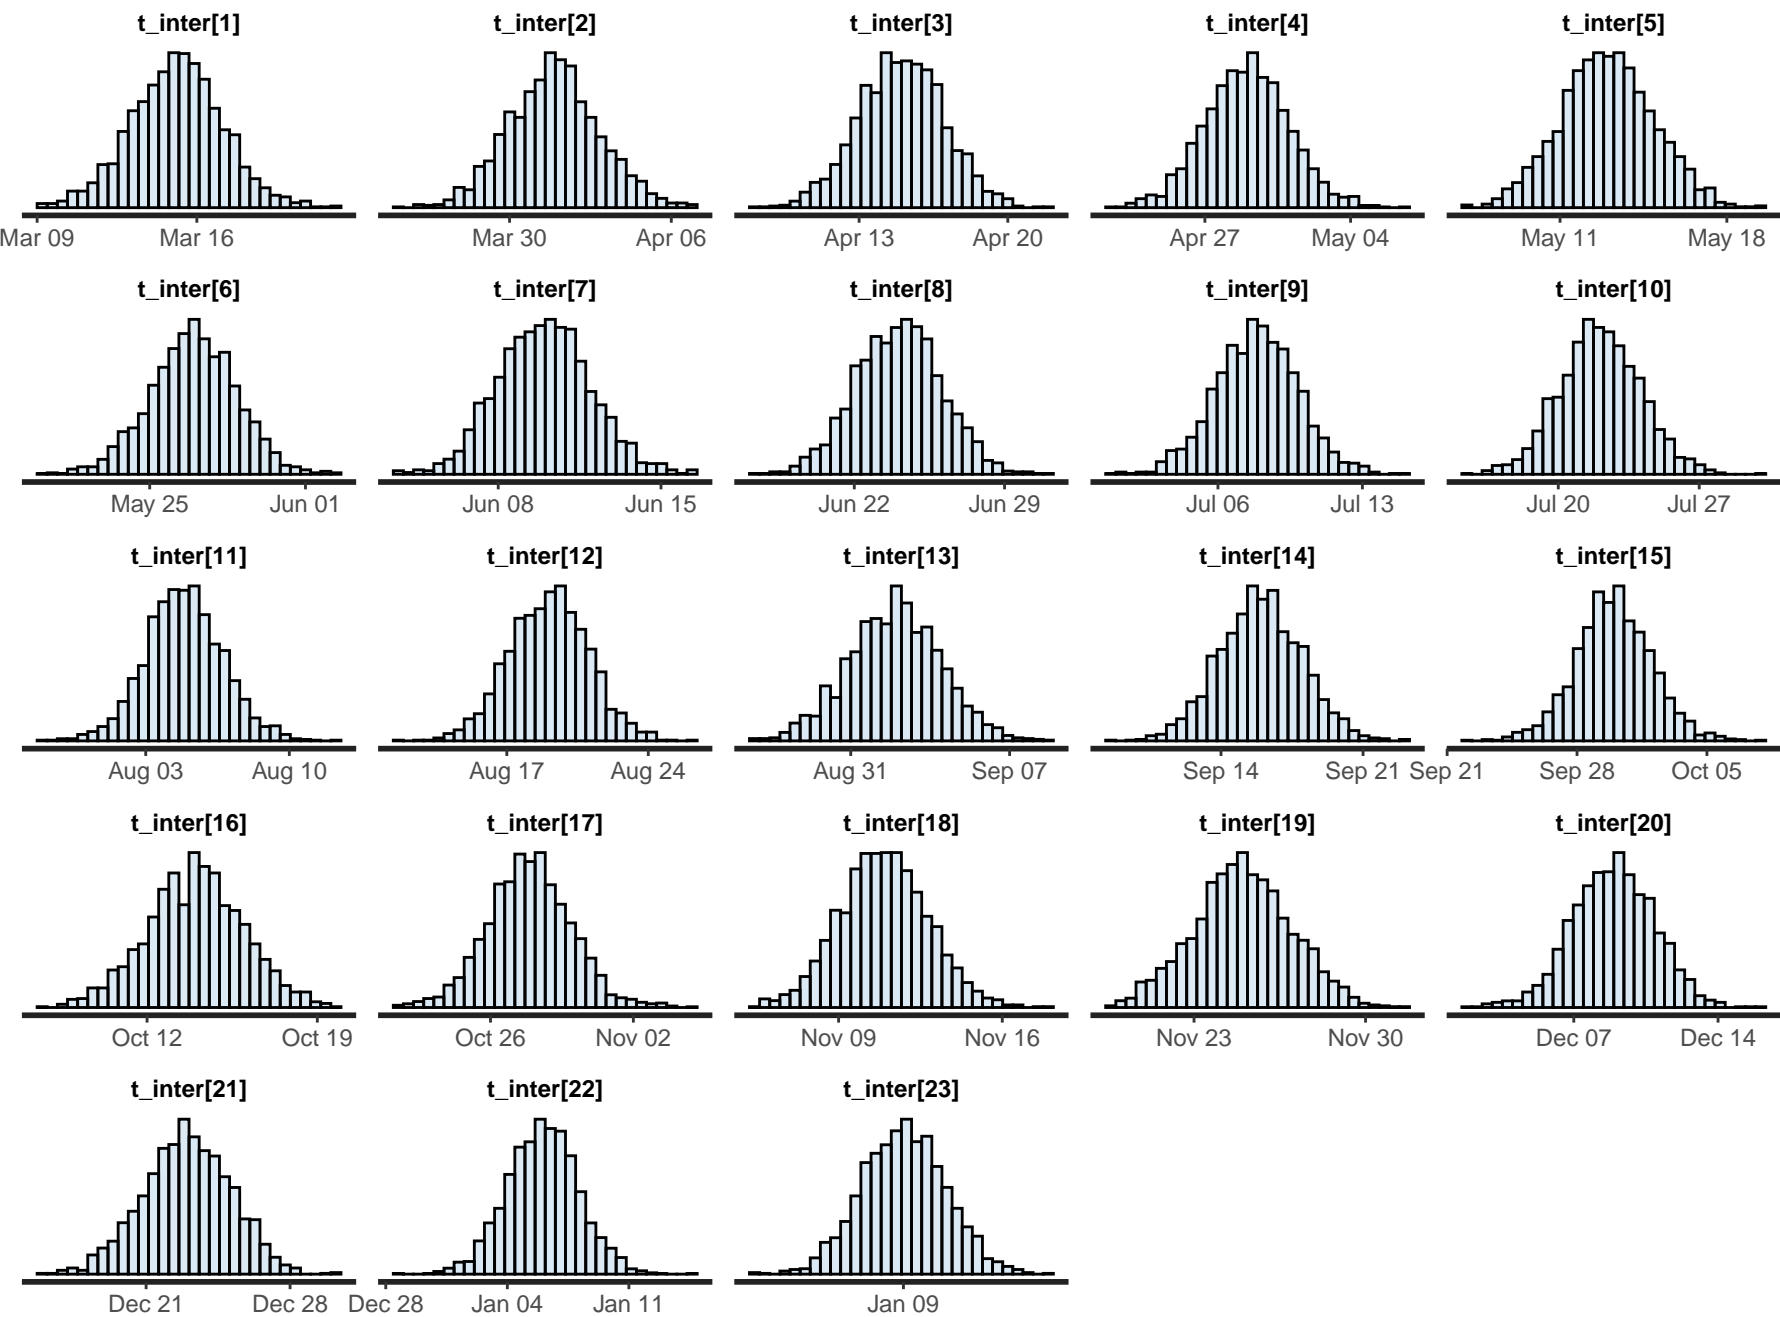 t_inter[1] t_inter[2] t_inter[3] t_inter[4] t_inter[5]
Mar 09 Mar 16 Mar 30 Apr 06 Apr 13 Apr 20 Apr 27 May 04 May 11 May 18
t_inter[6] t_inter[7] t_inter[8] t_inter[9] t_inter[10]
May 25 Jun 01 Jun 08 Jun 15 Jun 22 Jun 29 Jul 06 Jul 13 Jul 20 Jul 27
t_inter[11] t_inter[12] t_inter[13] t_inter[14] t_inter[15]
Aug 03 Aug 10 Aug 17 Aug 24 Aug 31 Sep 07 Sep 14 Sep 21 Sep 21 Sep 28 Oct 05
t_inter[16] t_inter[17] t_inter[18] t_inter[19] t_inter[20]
Oct 12 Oct 19 Oct 26 Nov 02 Nov 09 Nov 16 Nov 23 Nov 30 Dec 07 Dec 14
t_inter[21] t_inter[22] t_inter[23]
Dec 21 Dec 28 Dec 28 Jan 04 Jan 11 Jan 09